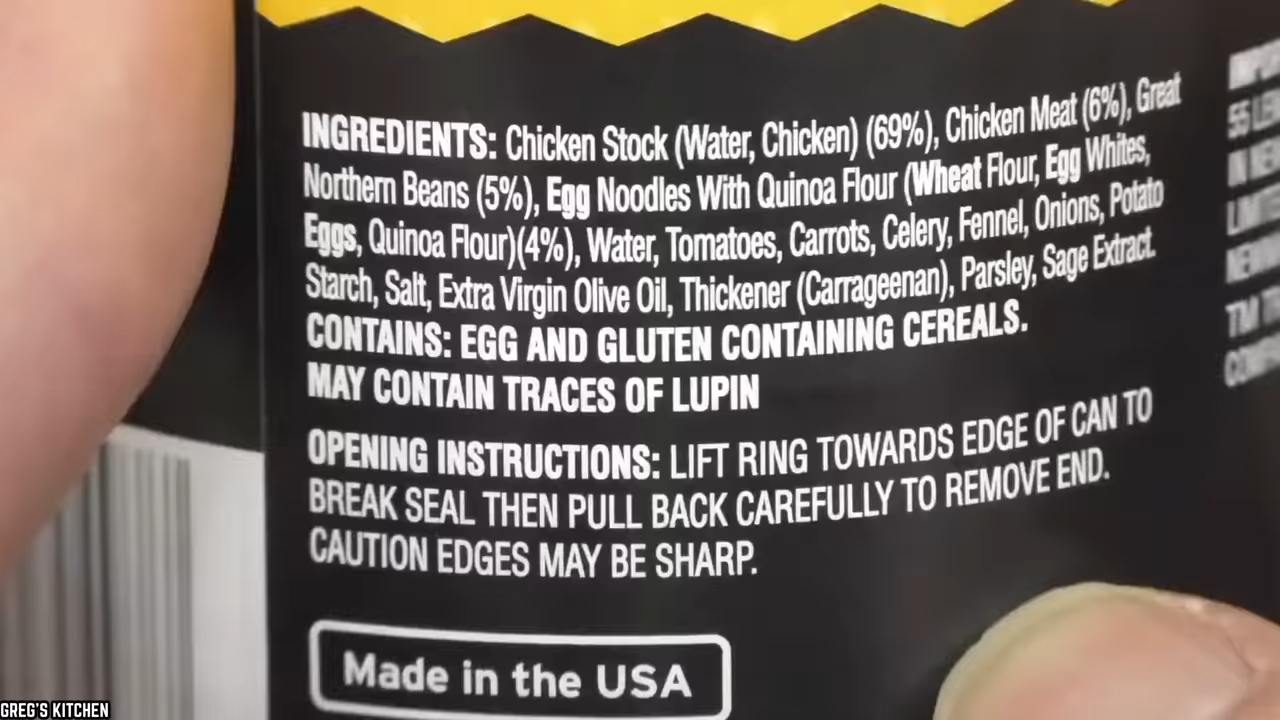 INGREDIENTS: Chicken Stock (Water, Chicken) (69%), Chicken Meat (6%), Great
Northern Beans (5%), Egg Noodles With Quinoa Flour (Wheat Flour, Egg Whites,
Eggs, Quinoa Flour)(4%), Water, Tomatoes, Carrots, Celery, Fennel, Onions, Potato
Starch, Salt, Extra Virgin Olive Oil, Thickener (Carrageenan), Parsley, Sage Extract.
CONTAINS: EGG AND GLUTEN CONTAINING CEREALS.
MAY CONTAIN TRACES OF LUPIN
OPENING INSTRUCTIONS: LIFT RING TOWARDS EDGE OF CAN TO
BREAK SEAL THEN PULL BACK CAREFULLY TO REMOVE END.
CAUTION EDGES MAY BE SHARP.
Made in the USA
GREG'S KITCHEN